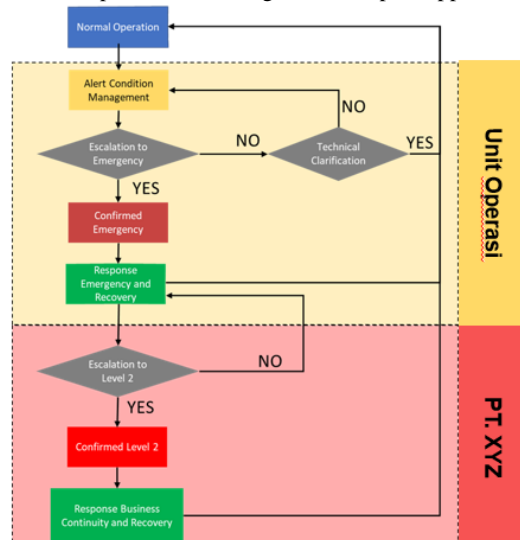 Normal Operation
Alert Condition
Management
NO
Escalation to
Emergency
NO
Technical
Clarification
YES
YES
Confirmed
Emergency
Response
Emergency and
Recovery
Unit Operasi
Escalation to
Level 2
NO
YES
Confirmed Level 2
Response Business
Continuity and Recovery
PT. XYZ